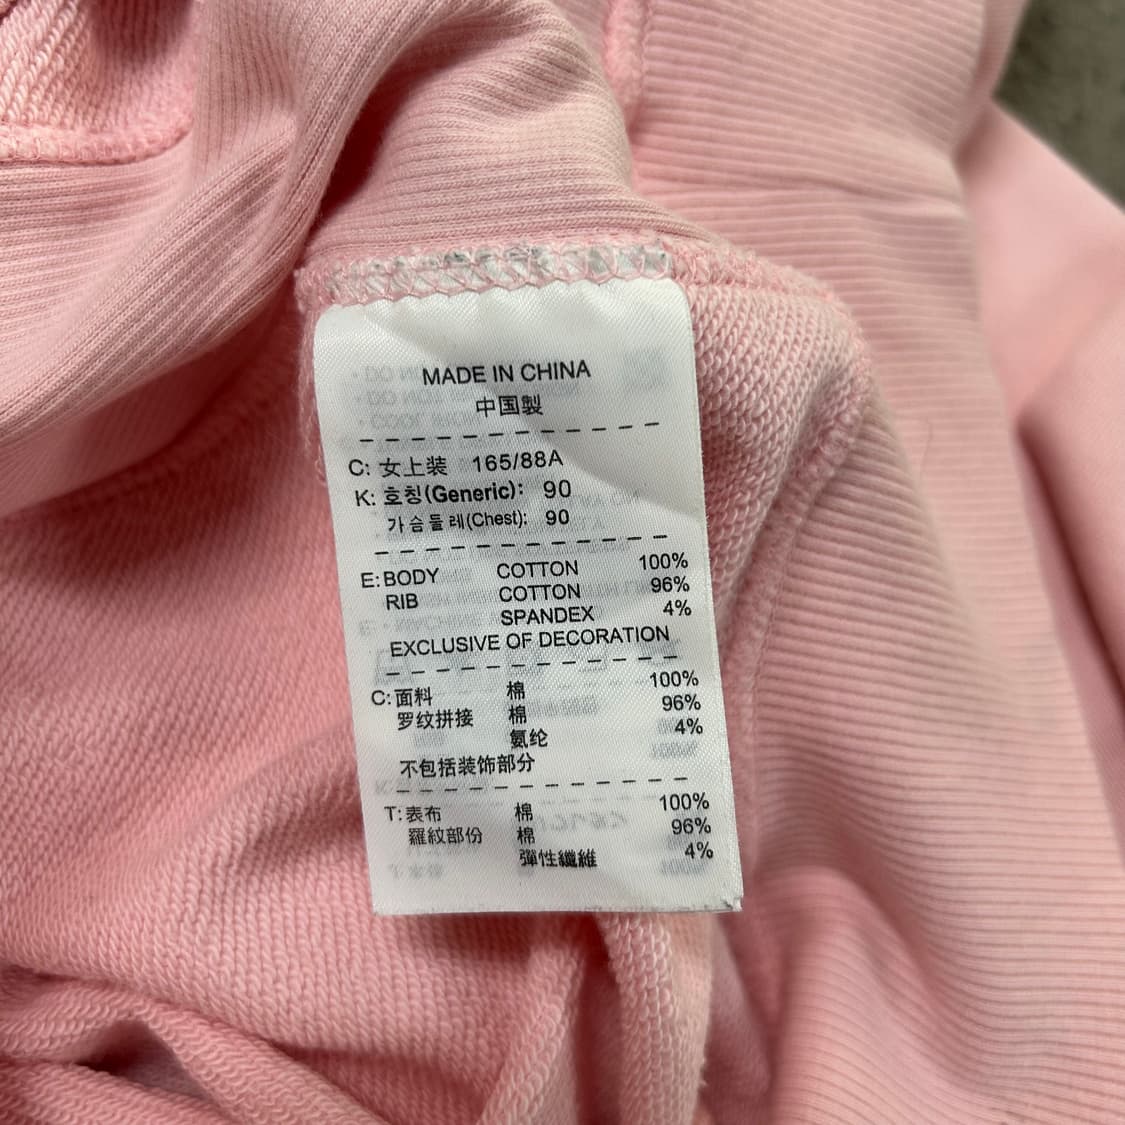 MADE IN CHINA
中国製
C: 女上装 165/88A
K: 호칭(Generic): 90
가슴둘레(Chest): 90
E: BODY COTTON 100%
RIB COTTON 96%
SPANDEX 4%
EXCLUSIVE OF DECORATION
C: 面料 棉 100%
罗纹拼接 棉 96%
氨纶 4%
不包括装饰部分
T: 表布 棉 100%
羅紋部份 棉 96%
彈性纖維 4%